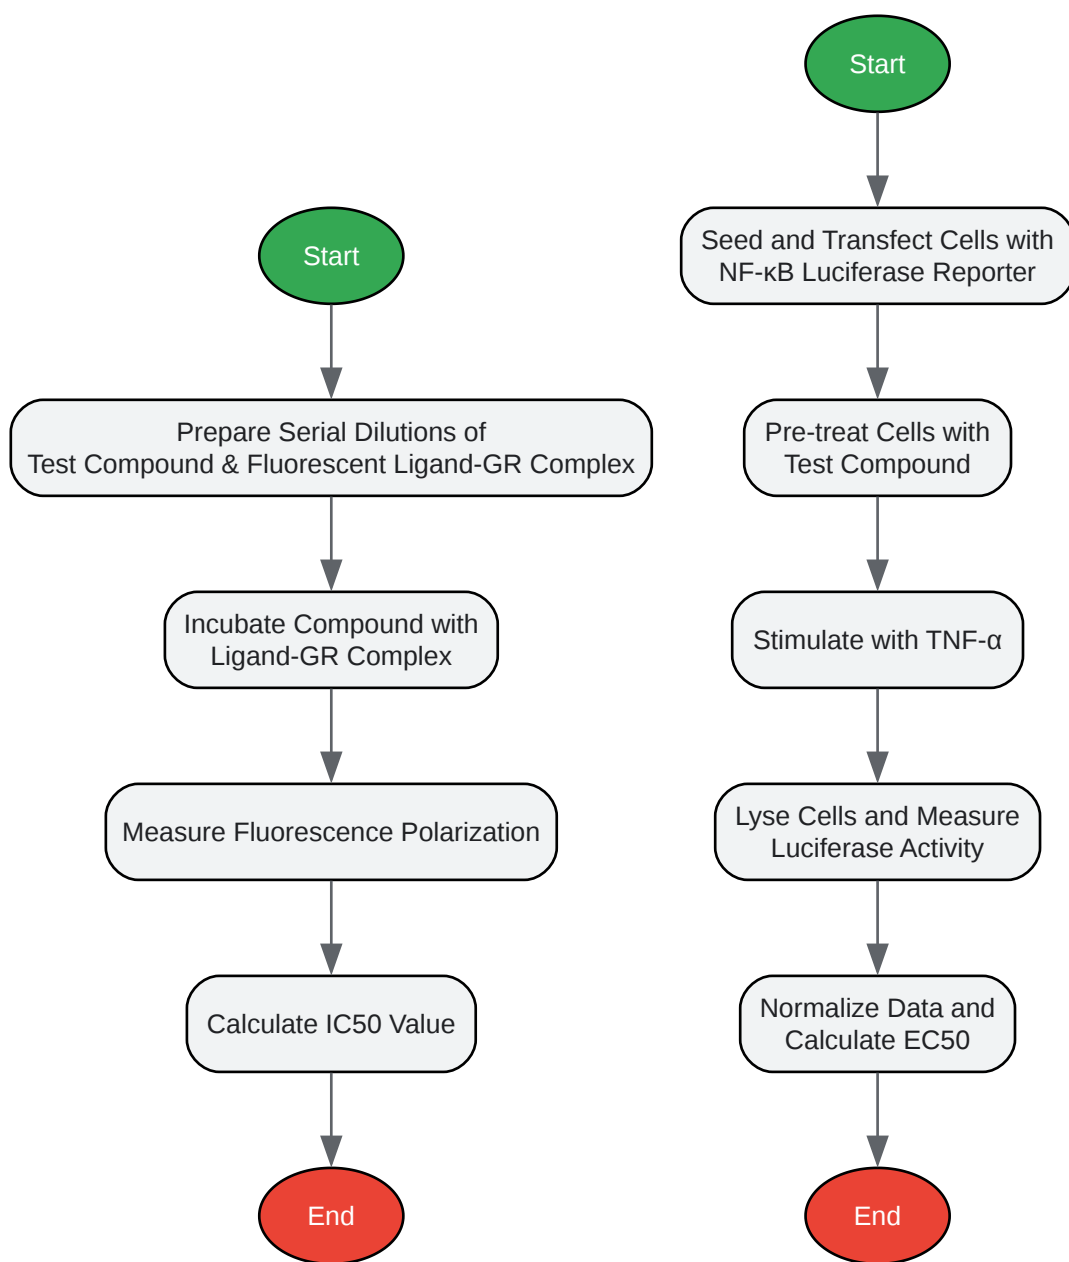 Start
Prepare Serial Dilutions of
Test Compound & Fluorescent Ligand-GR Complex
Incubate Compound with
Ligand-GR Complex
Measure Fluorescence Polarization
Calculate IC50 Value
End
Start
Seed and Transfect Cells with
NF-κB Luciferase Reporter
Pre-treat Cells with
Test Compound
Stimulate with TNF-α
Lyse Cells and Measure
Luciferase Activity
Normalize Data and
Calculate EC50
End